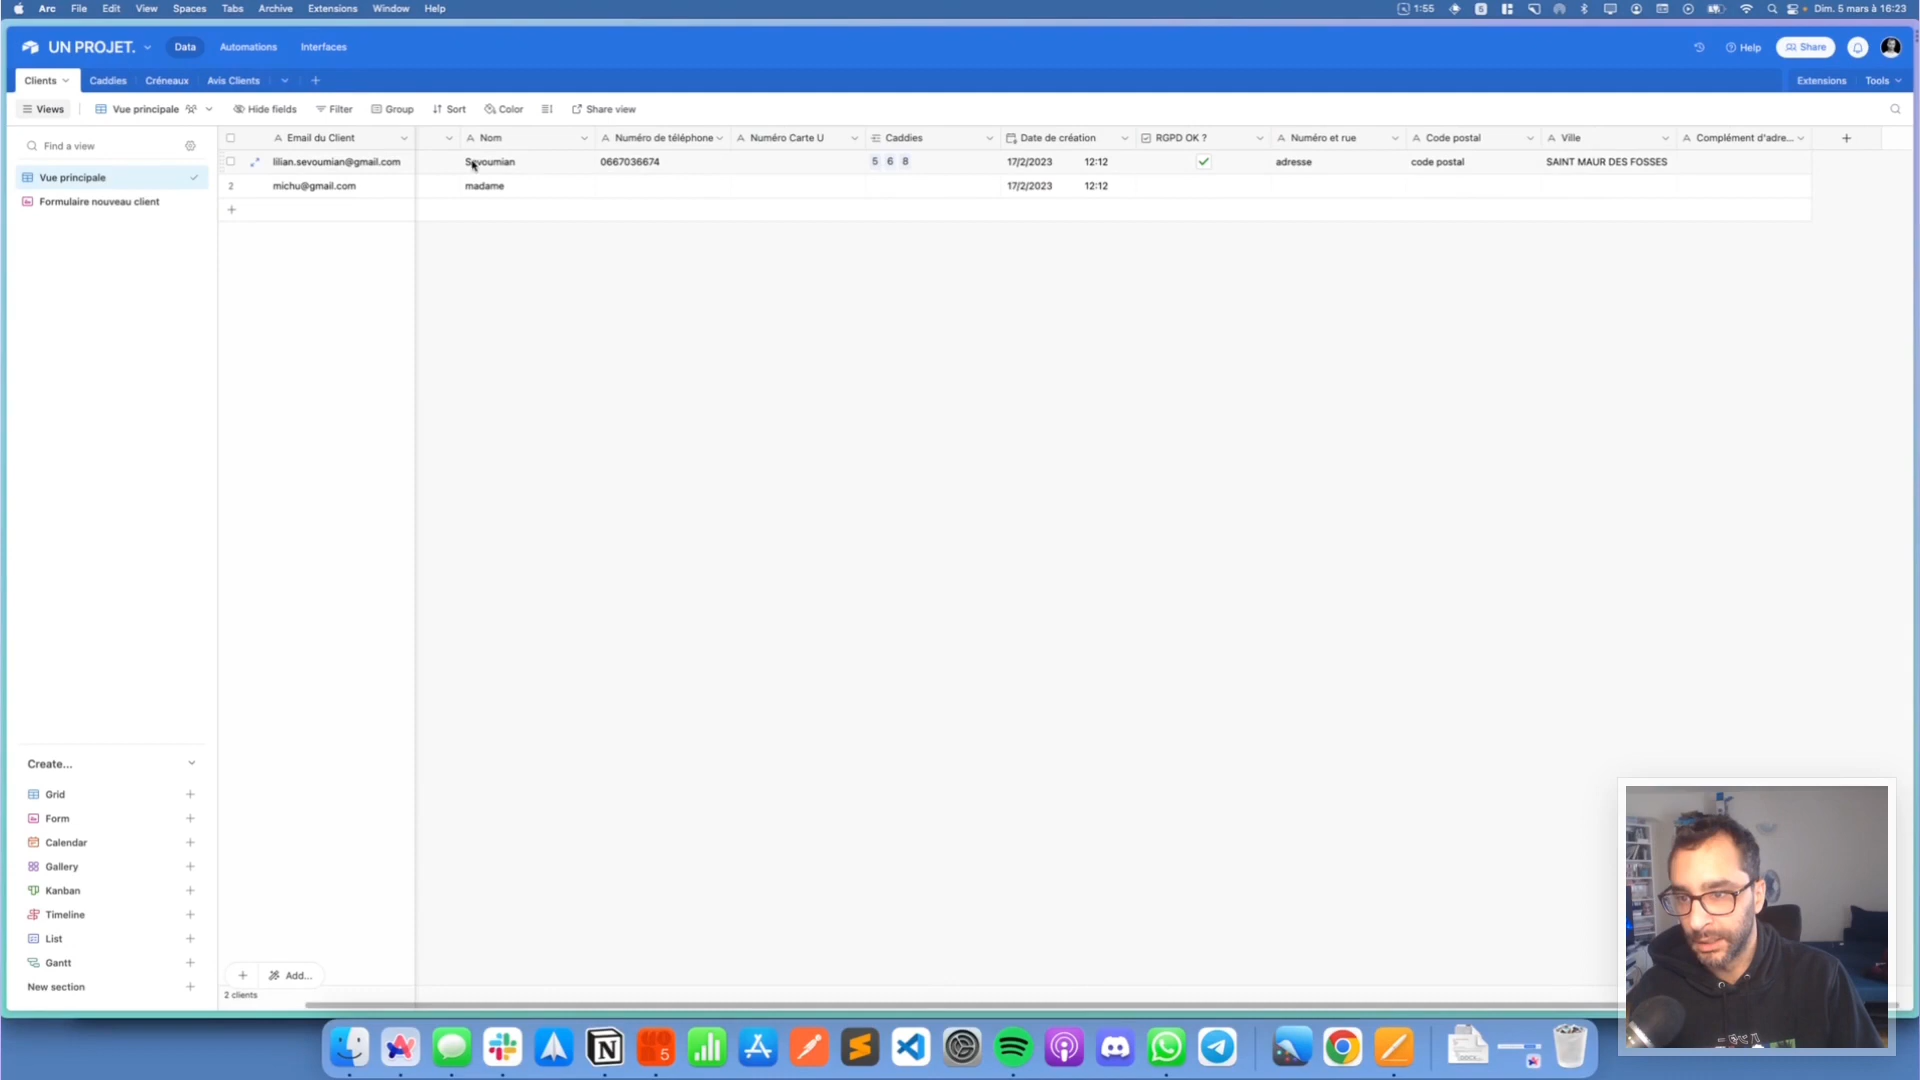 Arc File Edit View Spaces Tabs Archive Extensions Window Help 1:55 Dim. 5 mars à 16:23
UN PROJET. Data Automations Interfaces Help Share
Clients Caddies Créneaux Avis Clients Extensions Tools
Views Vue principale Hide fields Filter Group Sort Color Share view
Find a view
Vue principale
Formulaire nouveau client
Email du Client Nom Numéro de téléphone Numéro Carte U Caddies Date de création RGPD OK ? Numéro et rue Code postal Ville Complément d'adre...
lilian.sevoumian@gmail.com Sevoumian 0667036674 5 6 8 17/2/2023 12:12 adresse code postal SAINT MAUR DES FOSSES
2 michu@gmail.com madame 17/2/2023 12:12
Create...
Grid
Form
Calendar
Gallery
Kanban
Timeline
List
Gantt
New section
Add...
2 clients